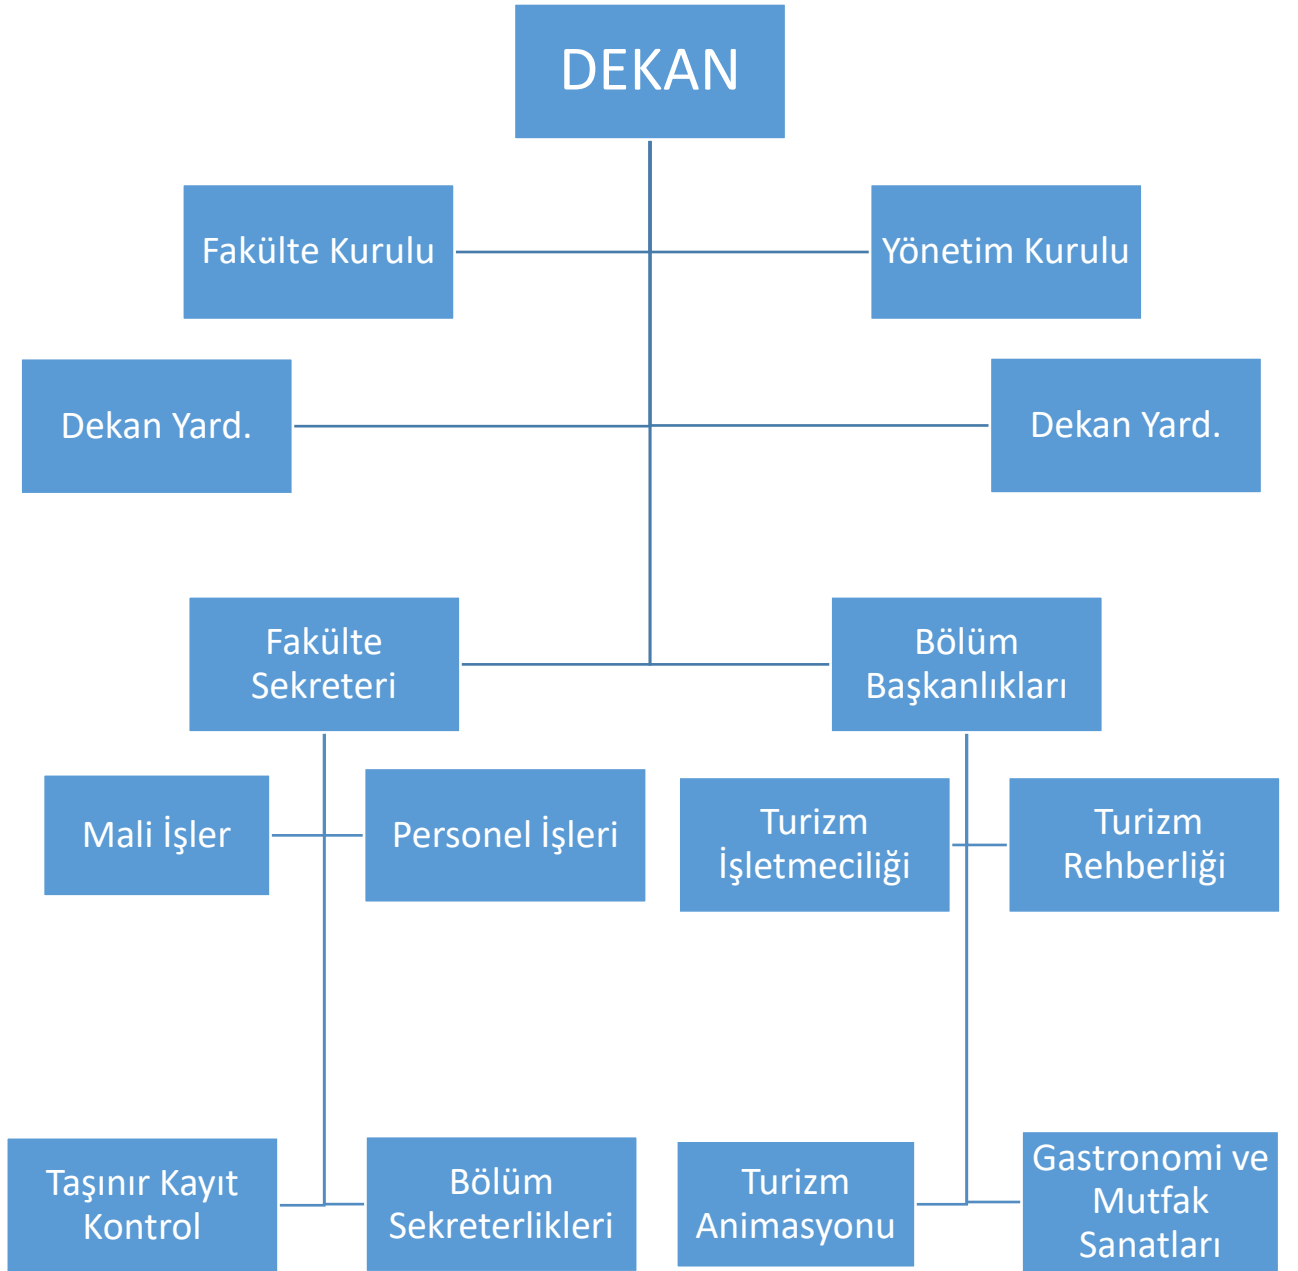 DEKAN
Fakülte Kurulu
Yönetim Kurulu
Dekan Yard.
Dekan Yard.
Fakülte
Sekreteri
Bölüm
Başkanlıkları
Mali İşler
Personel İşleri
Turizm
İşletmeciliği
Turizm
Rehberliği
Taşınır Kayıt
Kontrol
Bölüm
Sekreterlikleri
Turizm
Animasyonu
Gastronomi ve
Mutfak
Sanatları